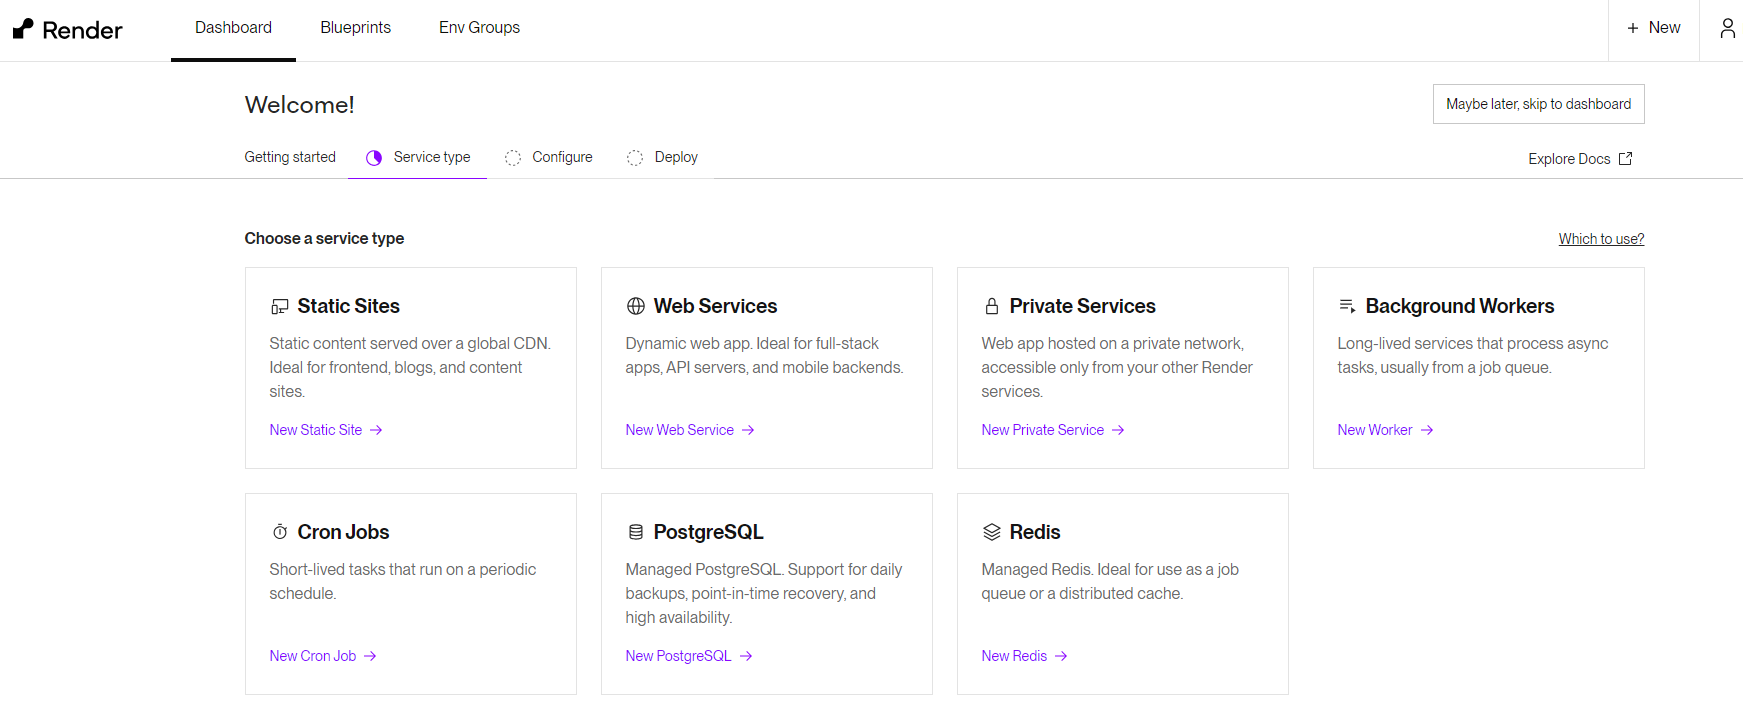 Render
Dashboard
Blueprints
Env Groups
+ New
Welcome!
Maybe later, skip to dashboard
Getting started
Service type
Configure
Deploy
Explore Docs
Choose a service type
Which to use?
Static Sites
Static content served over a global CDN.
Ideal for frontend, blogs, and content
sites.
New Static Site →
Web Services
Dynamic web app. Ideal for full-stack
apps, API servers, and mobile backends.
New Web Service →
Private Services
Web app hosted on a private network,
accessible only from your other Render
services.
New Private Service →
Background Workers
Long-lived services that process async
tasks, usually from a job queue.
New Worker →
Cron Jobs
Short-lived tasks that run on a periodic
schedule.
New Cron Job →
PostgreSQL
Managed PostgreSQL. Support for daily
backups, point-in-time recovery, and
high availability.
New PostgreSQL →
Redis
Managed Redis. Ideal for use as a job
queue or a distributed cache.
New Redis →